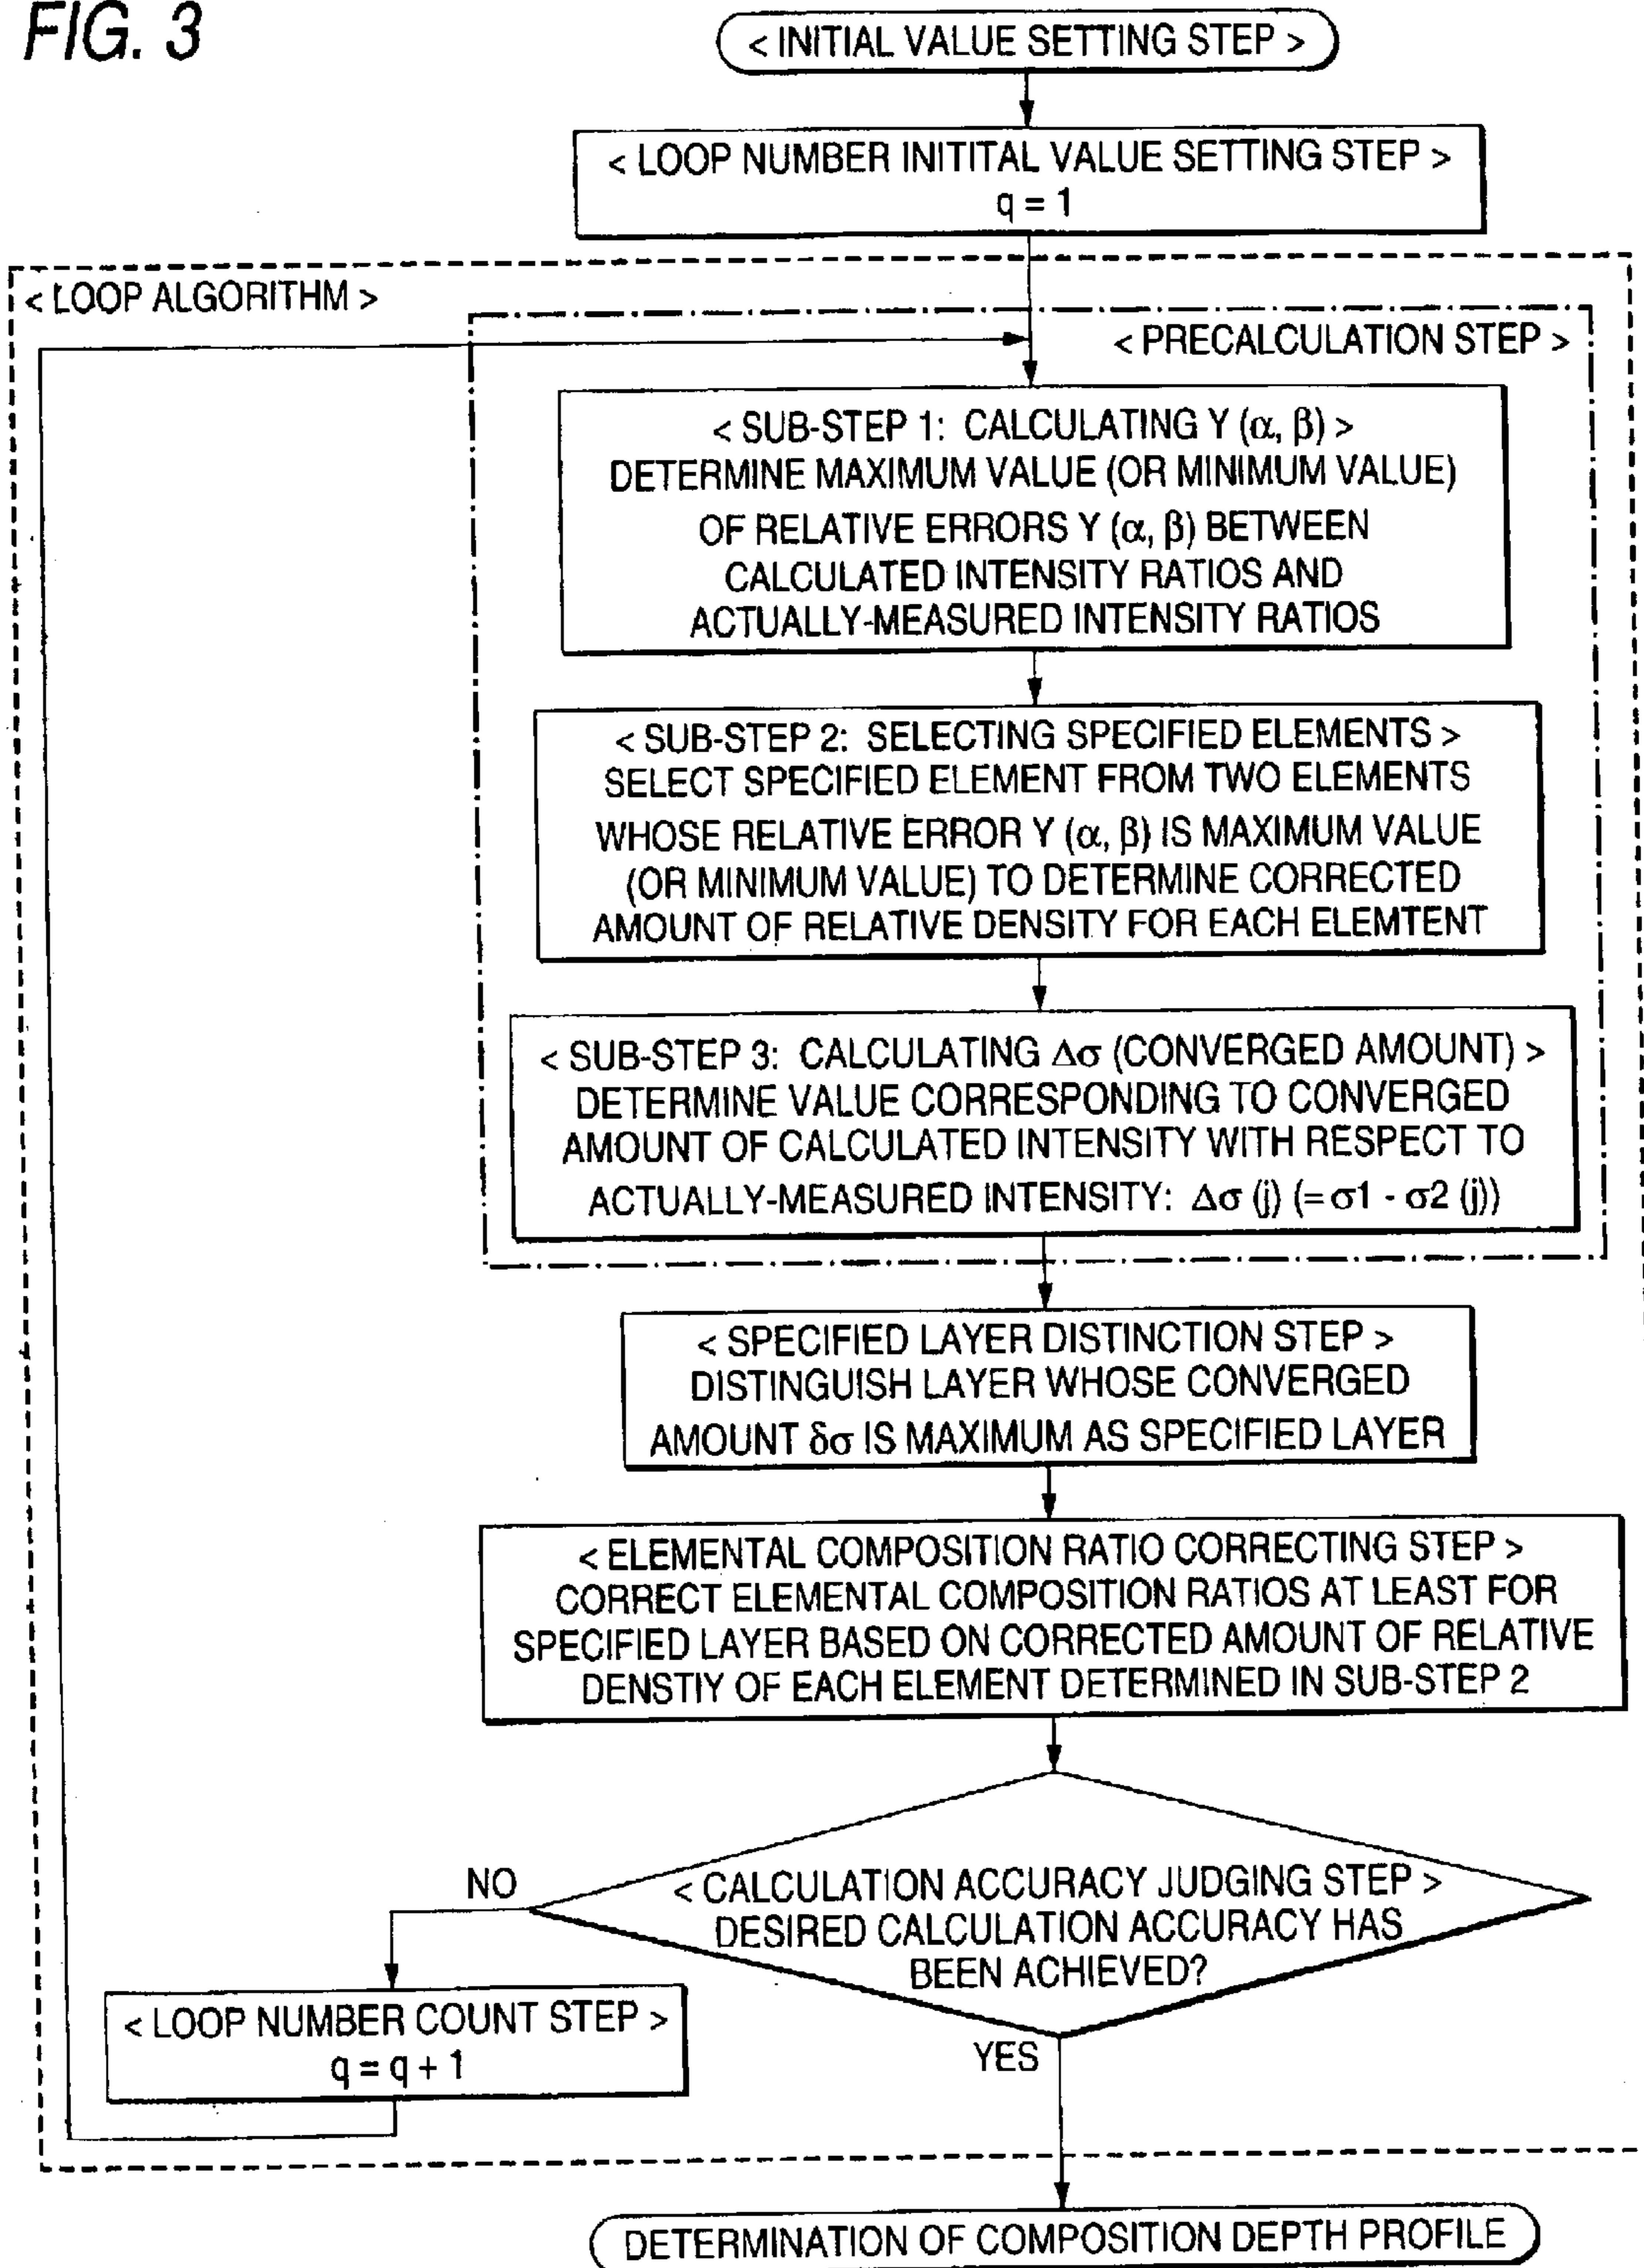 FIG. 3
< INITIAL VALUE SETTING STEP >
< LOOP NUMBER INITITAL VALUE SETTING STEP >
q = 1
< LOOP ALGORITHM >
< PRECALCULATION STEP >
< SUB-STEP 1: CALCULATING Y (α, β) >
DETERMINE MAXIMUM VALUE (OR MINIMUM VALUE)
OF RELATIVE ERRORS Y (α, β) BETWEEN
CALCULATED INTENSITY RATIOS AND
ACTUALLY-MEASURED INTENSITY RATIOS
< SUB-STEP 2: SELECTING SPECIFIED ELEMENTS >
SELECT SPECIFIED ELEMENT FROM TWO ELEMENTS
WHOSE RELATIVE ERROR Y (α, β) IS MAXIMUM VALUE
(OR MINIMUM VALUE) TO DETERMINE CORRECTED
AMOUNT OF RELATIVE DENSITY FOR EACH ELEMTENT
< SUB-STEP 3: CALCULATING Δσ (CONVERGED AMOUNT) >
DETERMINE VALUE CORRESPONDING TO CONVERGED
AMOUNT OF CALCULATED INTENSITY WITH RESPECT TO
ACTUALLY-MEASURED INTENSITY: Δσ (j) (= σ1 - σ2 (j))
< SPECIFIED LAYER DISTINCTION STEP >
DISTINGUISH LAYER WHOSE CONVERGED
AMOUNT δσ IS MAXIMUM AS SPECIFIED LAYER
< ELEMENTAL COMPOSITION RATIO CORRECTING STEP >
CORRECT ELEMENTAL COMPOSITION RATIOS AT LEAST FOR
SPECIFIED LAYER BASED ON CORRECTED AMOUNT OF RELATIVE
DENSTIY OF EACH ELEMENT DETERMINED IN SUB-STEP 2
< CALCULATION ACCURACY JUDGING STEP >
DESIRED CALCULATION ACCURACY HAS
BEEN ACHIEVED?
NO
< LOOP NUMBER COUNT STEP >
q = q + 1
YES
DETERMINATION OF COMPOSITION DEPTH PROFILE